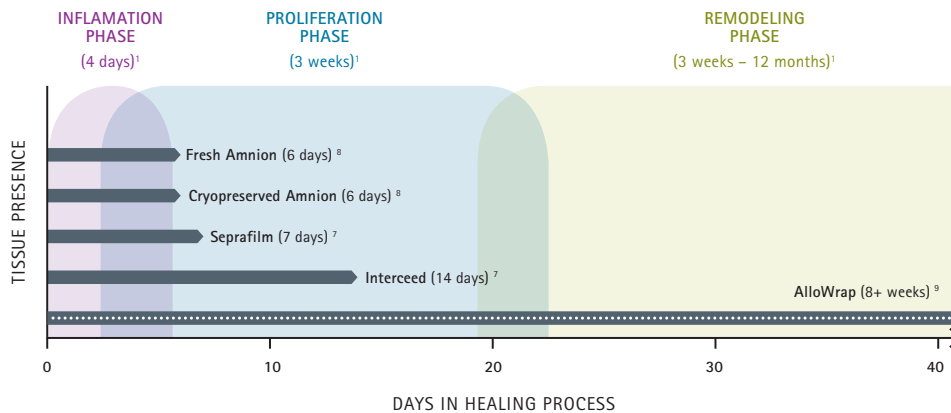 INFLAMATION
PHASE
(4 days)¹
PROLIFERATION
PHASE
(3 weeks)¹
REMODELING
PHASE
(3 weeks – 12 months)¹
TISSUE PRESENCE
Fresh Amnion (6 days) ⁸
Cryopreserved Amnion (6 days) ⁸
Seprafilm (7 days) ⁷
Interceed (14 days) ⁷
AlloWrap (8+ weeks) ⁹
0 10 20 30 40
DAYS IN HEALING PROCESS